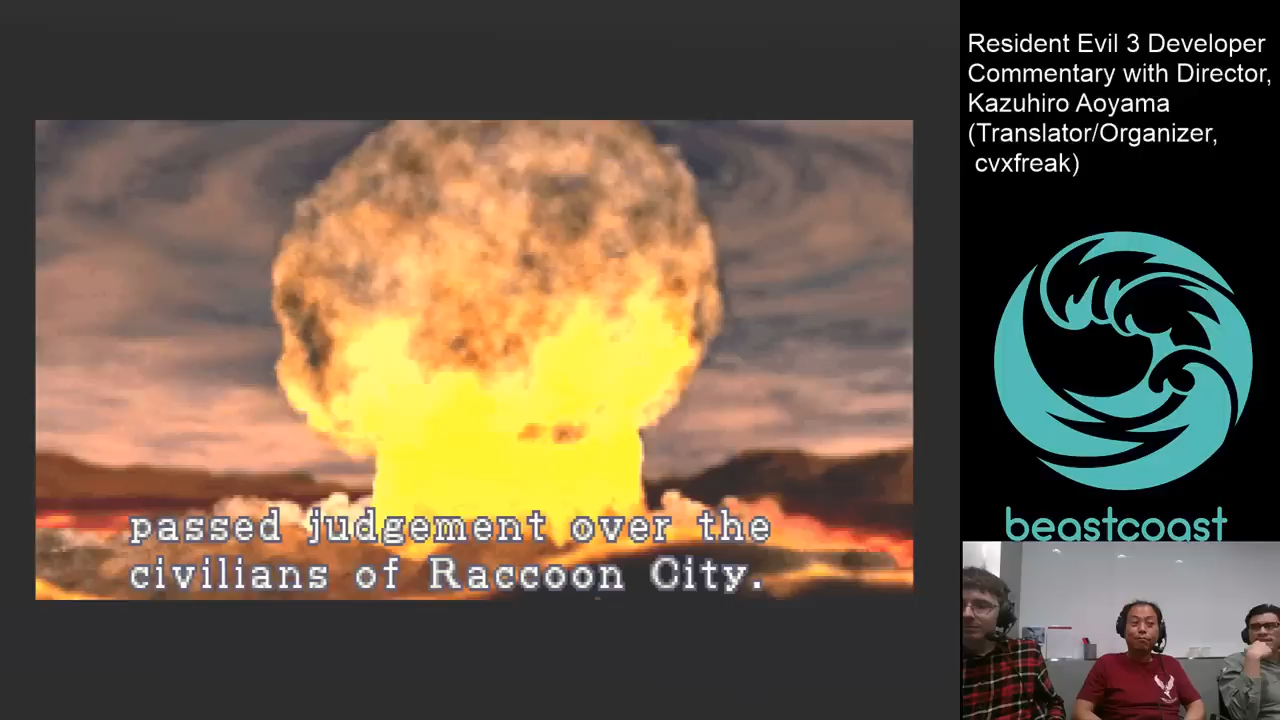 Resident Evil 3 Developer
Commentary with Director,
Kazuhiro Aoyama
(Translator/Organizer,
cvxfreak)
passed judgement over the
civilians of Raccoon City.
beastcoast